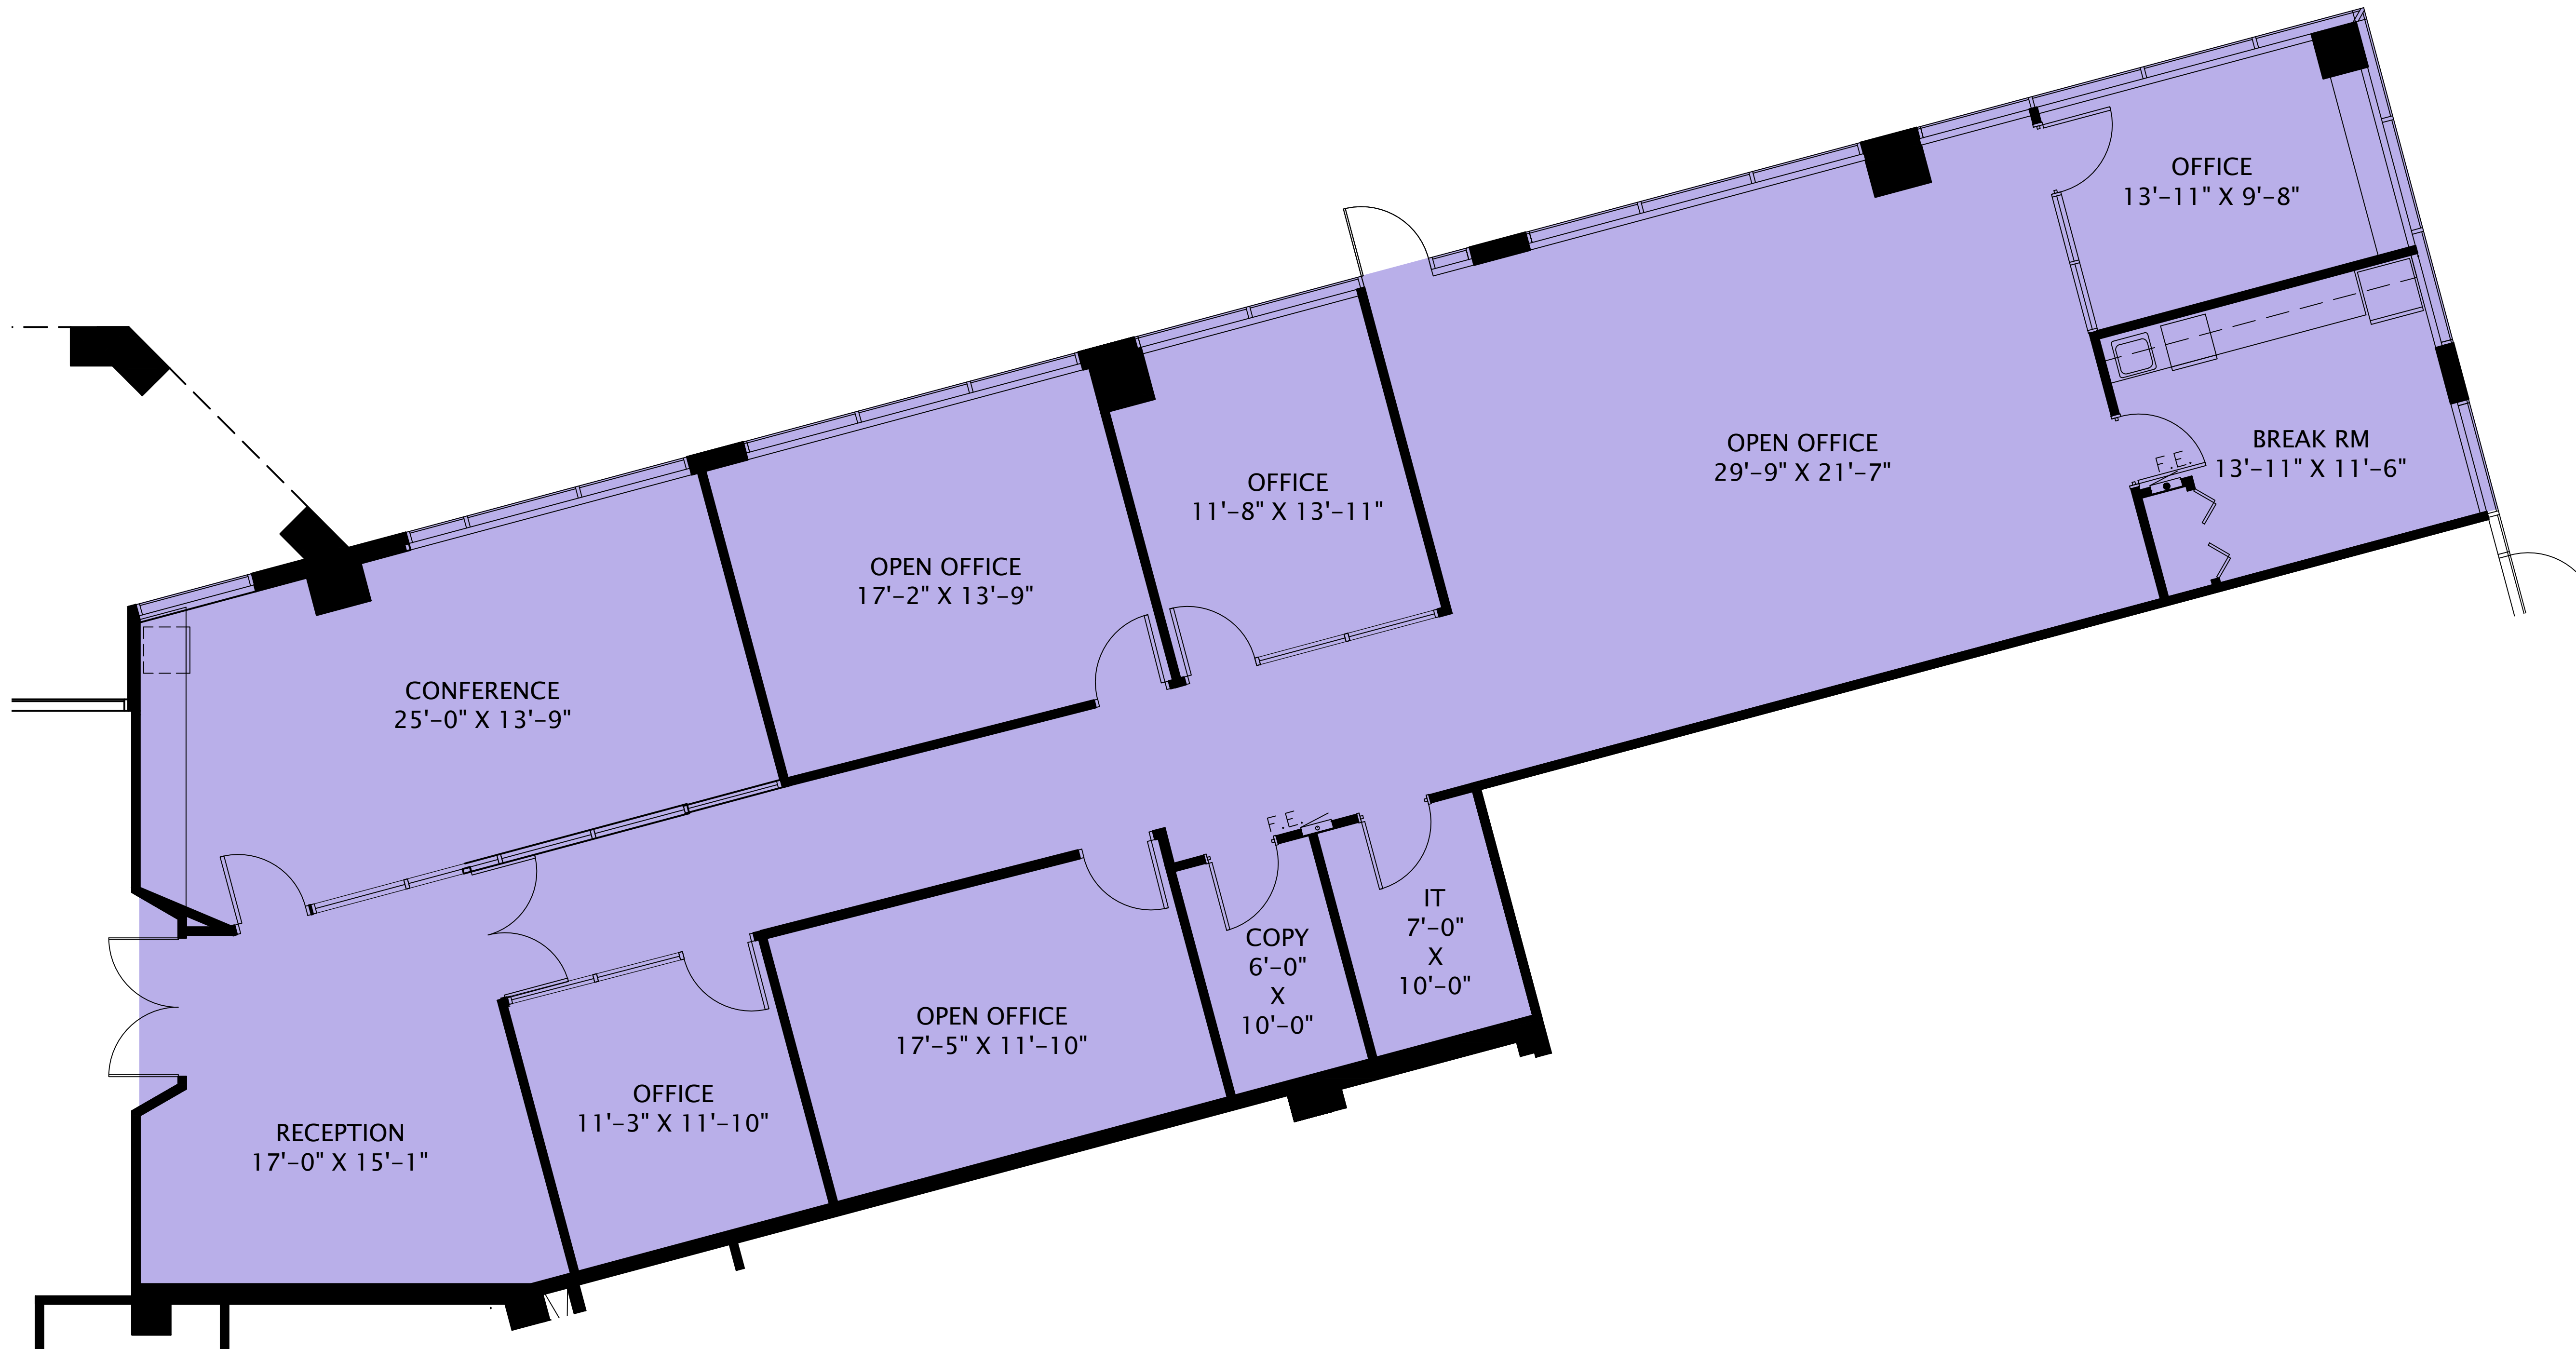 OFFICE
13'-11" X 9'-8"
OPEN OFFICE
29'-9" X 21'-7"
BREAK RM
13'-11" X 11'-6"
F.E.
OFFICE
11'-8" X 13'-11"
OPEN OFFICE
17'-2" X 13'-9"
CONFERENCE
25'-0" X 13'-9"
F.E.
IT
7'-0"
X
10'-0"
COPY
6'-0"
X
10'-0"
OPEN OFFICE
17'-5" X 11'-10"
OFFICE
11'-3" X 11'-10"
RECEPTION
17'-0" X 15'-1"